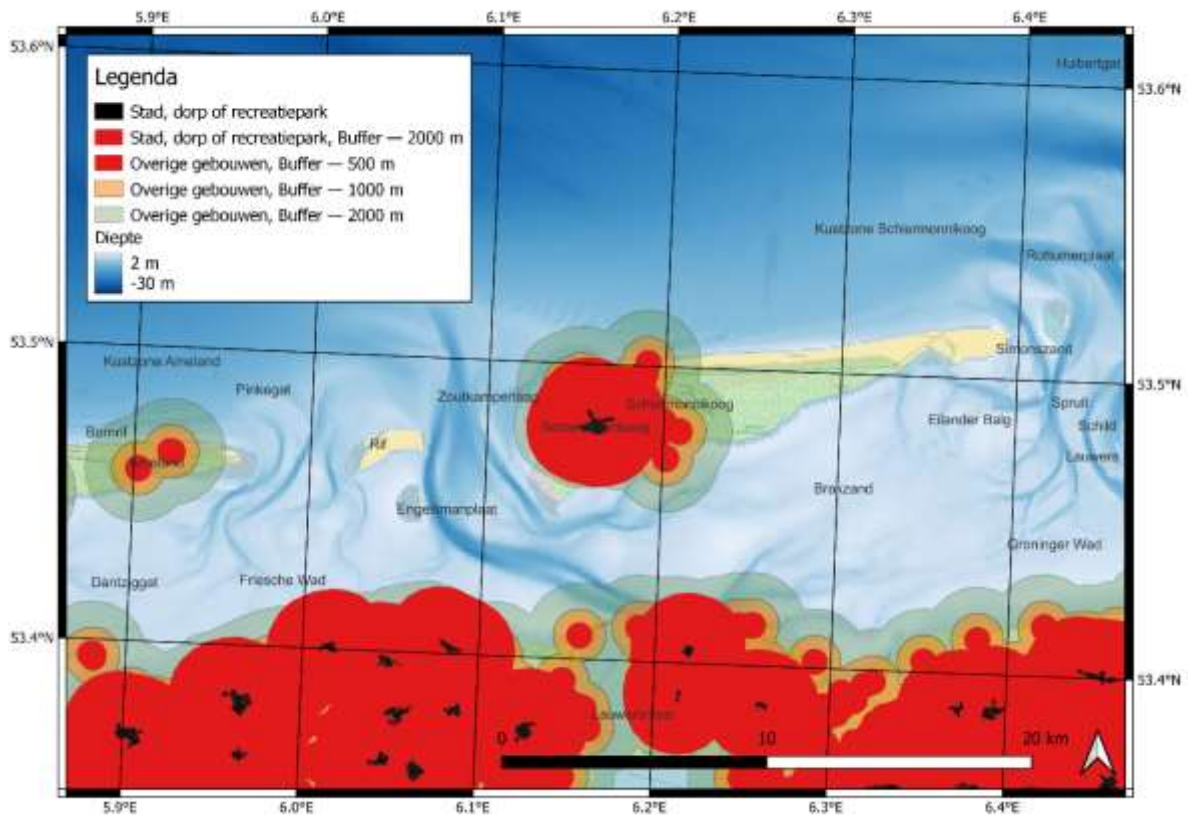 5.9°E 6.0°E 6.1°E 6.2°E 6.3°E 6.4°E
53.6°N
Huibertgat
53.6°N
Legenda
Stad, dorp of recreatiepark
Stad, dorp of recreatiepark, Buffer — 2000 m
Overige gebouwen, Buffer — 500 m
Overige gebouwen, Buffer — 1000 m
Overige gebouwen, Buffer — 2000 m
Diepte
2 m
-30 m
Kustzone Schiermonnikoog
Rottumerplaat
53.5°N
Simonszand
Kustzone Ameland
53.5°N
Pinkegat
Zoutkamperlaag
Schiermonnikoog
Spruit
Eilander Balg
Schild
Bornrif
Rif
Lauwers
Brakzand
Engelsmanplaat
Groninger Wad
Dantziggat
Friesche Wad
53.4°N
53.4°N
0 10 20 km
5.9°E 6.0°E 6.1°E 6.2°E 6.3°E 6.4°E